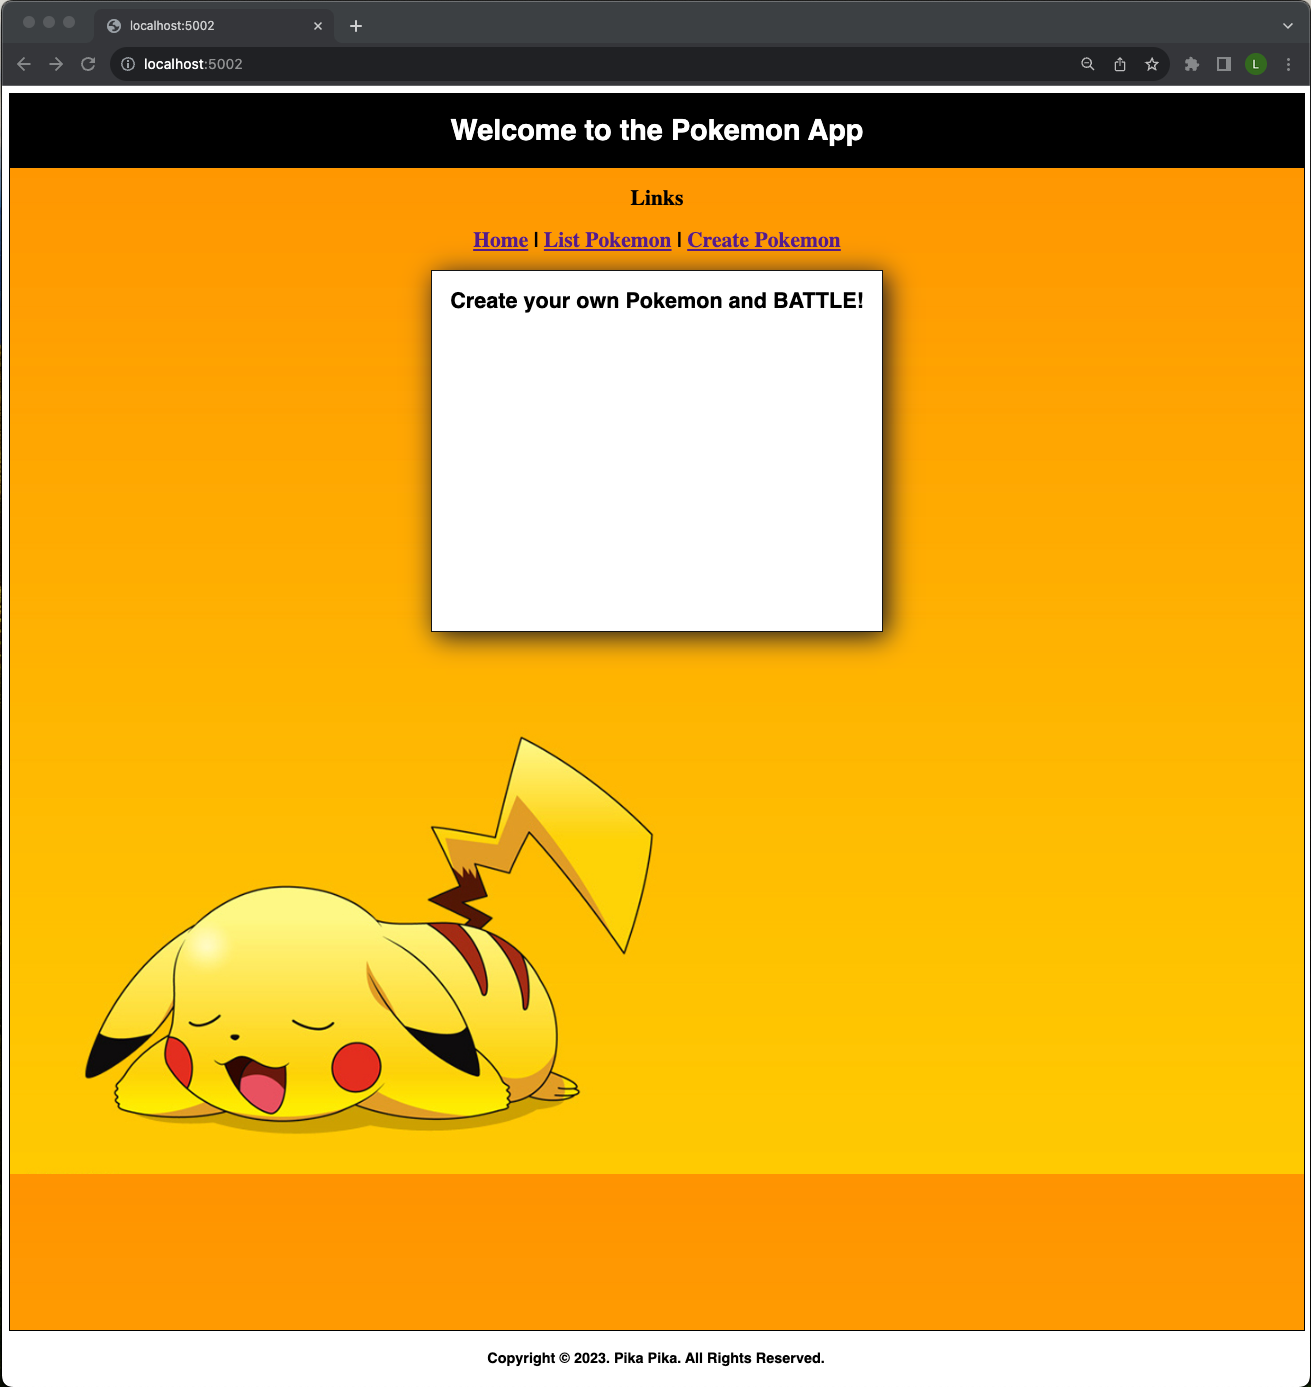 localhost:5002
localhost:5002
L
Welcome to the Pokemon App
Links
Home | List Pokemon | Create Pokemon
Create your own Pokemon and BATTLE!
Copyright © 2023. Pika Pika. All Rights Reserved.